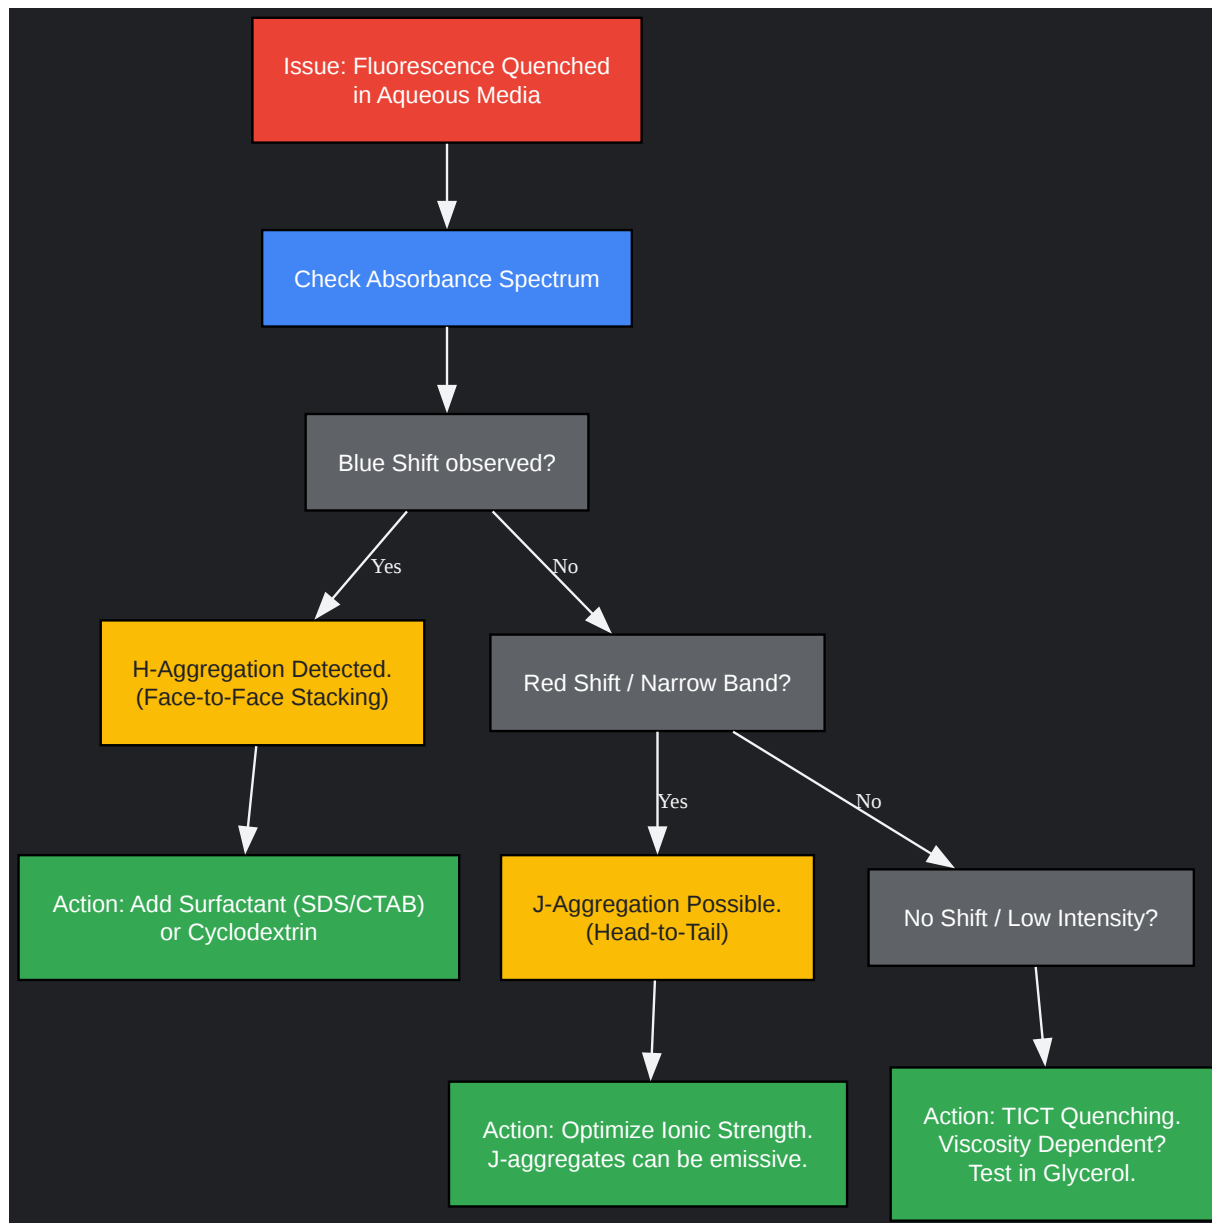 Issue: Fluorescence Quenched
in Aqueous Media
Check Absorbance Spectrum
Blue Shift observed?
Yes
No
H-Aggregation Detected.
(Face-to-Face Stacking)
Red Shift / Narrow Band?
Yes
No
Action: Add Surfactant (SDS/CTAB)
or Cyclodextrin
J-Aggregation Possible.
(Head-to-Tail)
No Shift / Low Intensity?
Action: Optimize Ionic Strength.
J-aggregates can be emissive.
Action: TICT Quenching.
Viscosity Dependent?
Test in Glycerol.